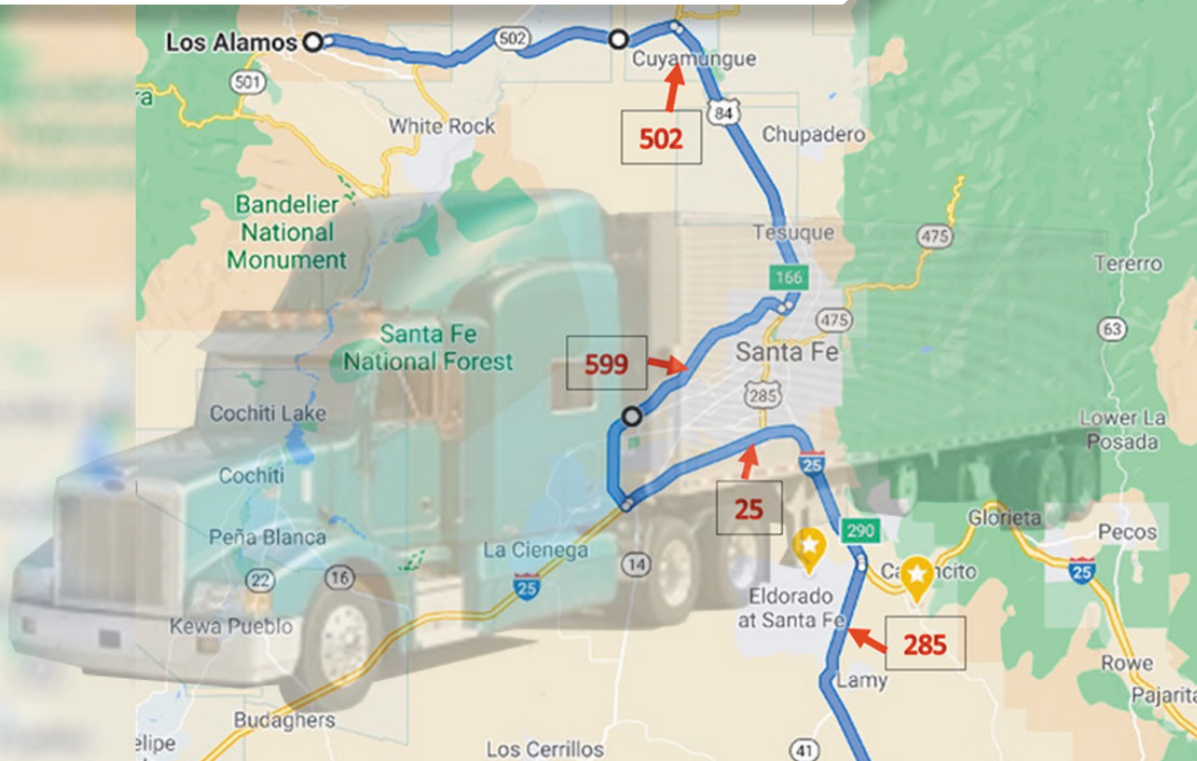 Los Alamos
502
Cuyamungue
501
ra
502
84
White Rock
Chupadero
Bandelier
National
Monument
Tesuque
475
166
Tererro
475
63
Santa Fe
National Forest
599
Santa Fe
285
Cochiti Lake
Lower La
Posada
Cochiti
25
25
Glorieta
Peña Blanca
290
Pecos
La Cienega
14
22
16
25
25
Eldorado
at Santa Fe
Kewa Pueblo
285
Rowe
Lamy
Pajarita
Budaghers
elipe
Los Cerrillos
41